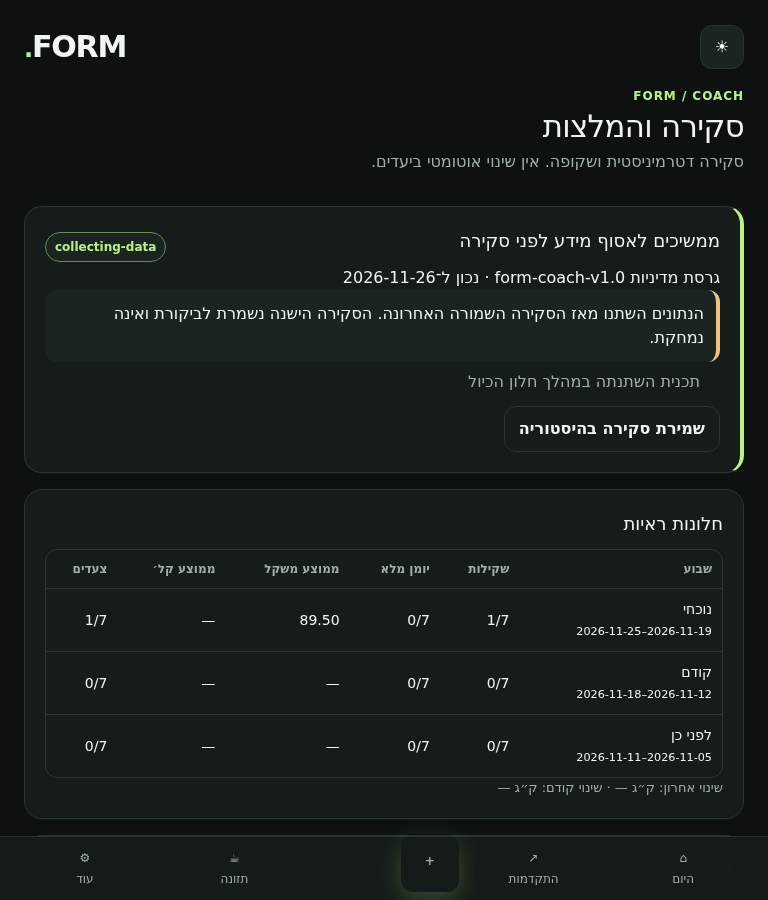 FORM.
FORM / COACH
סקירה והמלצות
סקירה דטרמיניסטית ושקופה. אין שינוי אוטומטי ביעדים.
ממשיכים לאסוף מידע לפני סקירה
collecting-data
גרסת מדיניות form-coach-v1.0 · נכון ל־2026-11-26
הנתונים השתנו מאז הסקירה השמורה האחרונה. הסקירה הישנה נשמרת לביקורת ואינה
נמחקת.
תכנית השתנתה במהלך חלון הכיול
שמירת סקירה בהיסטוריה
חלונות ראיות
שבוע שקילות יומן מלא ממוצע משקל ממוצע קל׳ צעדים
נוכחי 1/7 0/7 89.50 — 1/7
2026-11-19–2026-11-25
קודם 0/7 0/7 — — 0/7
2026-11-12–2026-11-18
לפני כן 0/7 0/7 — — 0/7
2026-11-05–2026-11-11
שינוי אחרון: ק״ג — · שינוי קודם: ק״ג —
היום
התקדמות
+
תזונה
עוד